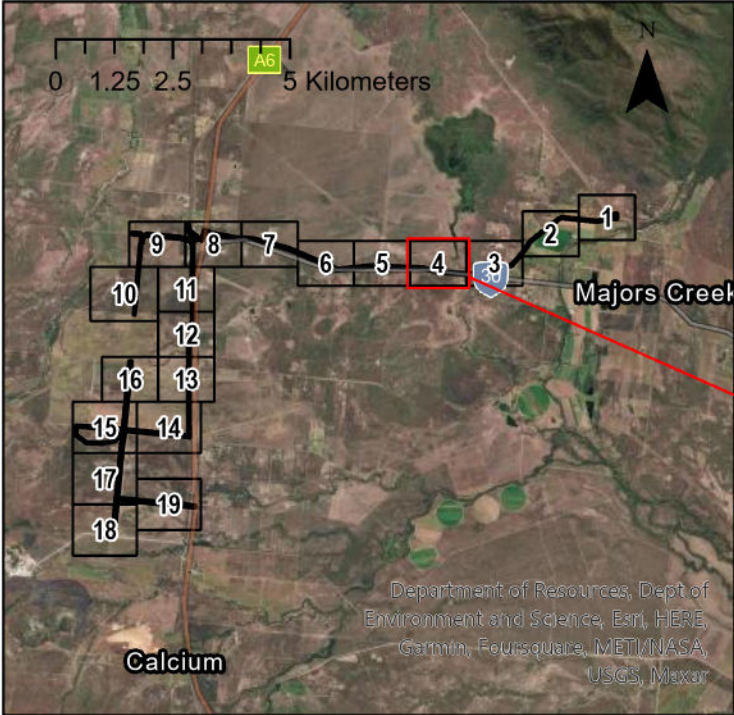 A6
0 1.25 2.5 5 Kilometers
N
1
2
3
4
5
6
7
8
9
30
Majors Creek
10
11
12
13
16
15
14
17
19
18
Department of Resources, Dept of
Environment and Science, Esri, HERE,
Garmin, Foursquare, METI/NASA,
USGS, Maxar
Calcium